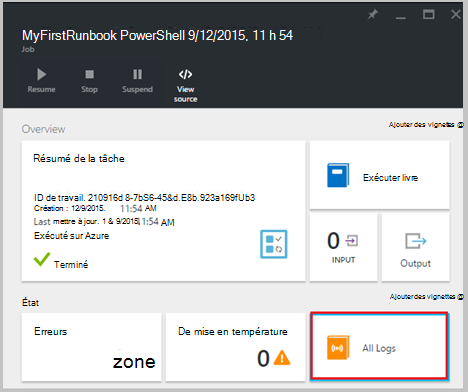 MyFirstRunbook PowerShell 9/12/2015, 11 h 54
Job
Resume
Stop
Suspend
View source
Overview
Ajouter des vignettes
Résumé de la tâche
ID de travail. 210916d 8-7bS6-45&d.E8b.923a169fUb3
Création : 12/9/2015. 11:54 AM
Last mettre à jour. 1 & 9/2015 11:54 AM
Exécuté sur Azure
Terminé
Exécuter livre
0
INPUT
Output
État
Ajouter des vignettes
Erreurs
zone
De mise en température
0
All Logs